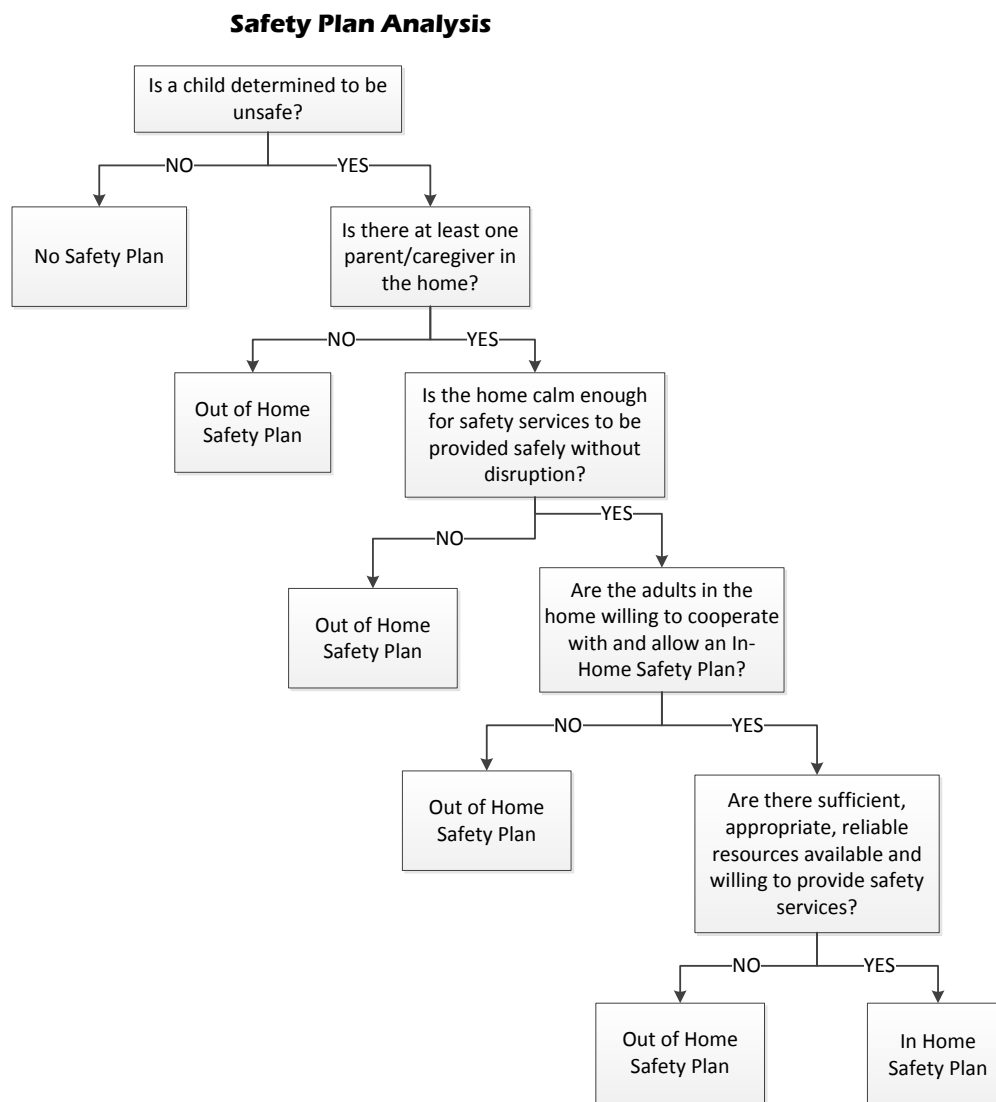 Safety Plan Analysis
Is a child determined to be
unsafe?
NO
YES
No Safety Plan
Is there at least one
parent/caregiver in
the home?
NO
YES
Out of Home
Safety Plan
Is the home calm enough
for safety services to be
provided safely without
disruption?
NO
YES
Out of Home
Safety Plan
Are the adults in the
home willing to cooperate
with and allow an In-
Home Safety Plan?
NO
YES
Out of Home
Safety Plan
Are there sufficient,
appropriate, reliable
resources available and
willing to provide safety
services?
NO
YES
Out of Home
Safety Plan
In Home
Safety Plan